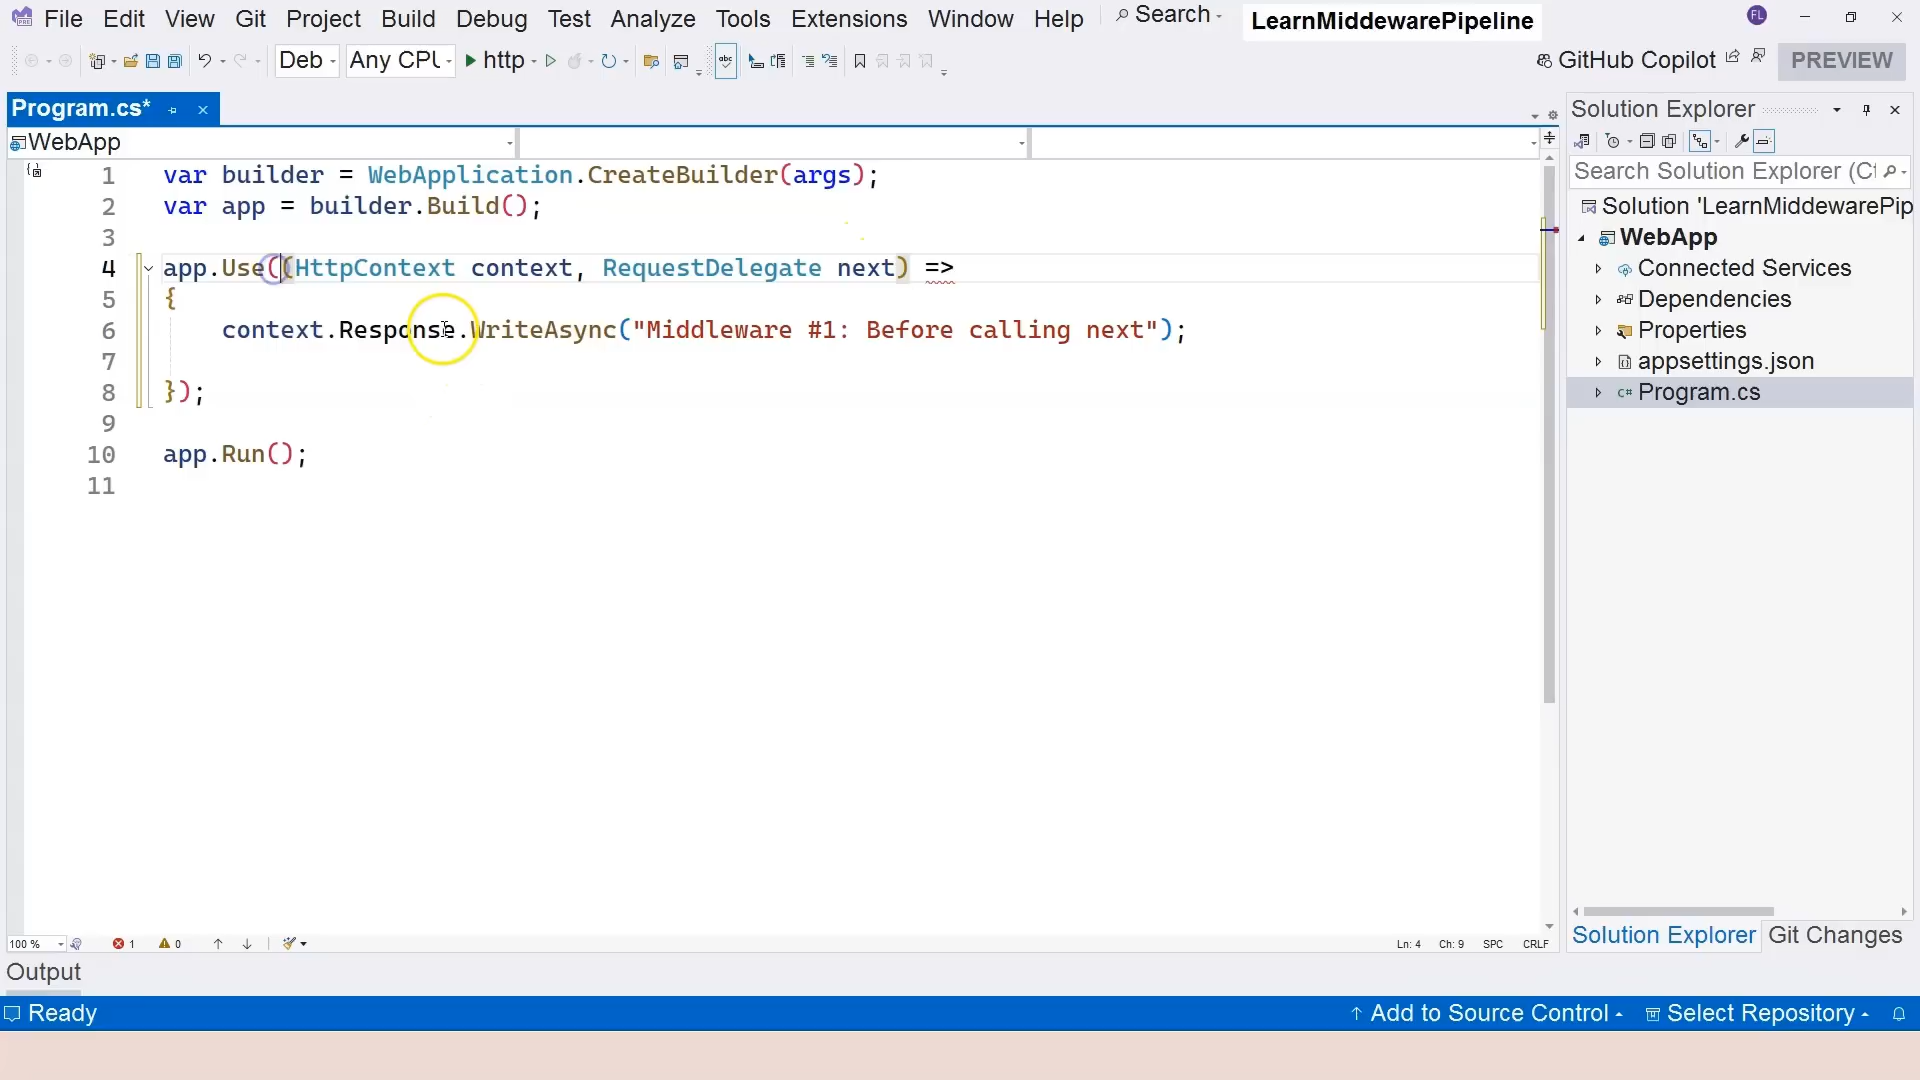 File Edit View Git Project Build Debug Test Analyze Tools Extensions Window Help Search LearnMiddewarePipeline FL
Deb Any CPU http GitHub Copilot PREVIEW
Program.cs*
WebApp
1 var builder = WebApplication.CreateBuilder(args);
2 var app = builder.Build();
3
4 app.Use((HttpContext context, RequestDelegate next) =>
5 {
6 context.Response.WriteAsync("Middleware #1: Before calling next");
7
8 });
9
10 app.Run();
11
100 % 1 0 Ln: 4 Ch: 9 SPC CRLF
Solution Explorer
Search Solution Explorer (Ct
Solution 'LearnMiddewarePip
WebApp
Connected Services
Dependencies
Properties
appsettings.json
C# Program.cs
Solution Explorer Git Changes
Output
Ready Add to Source Control Select Repository